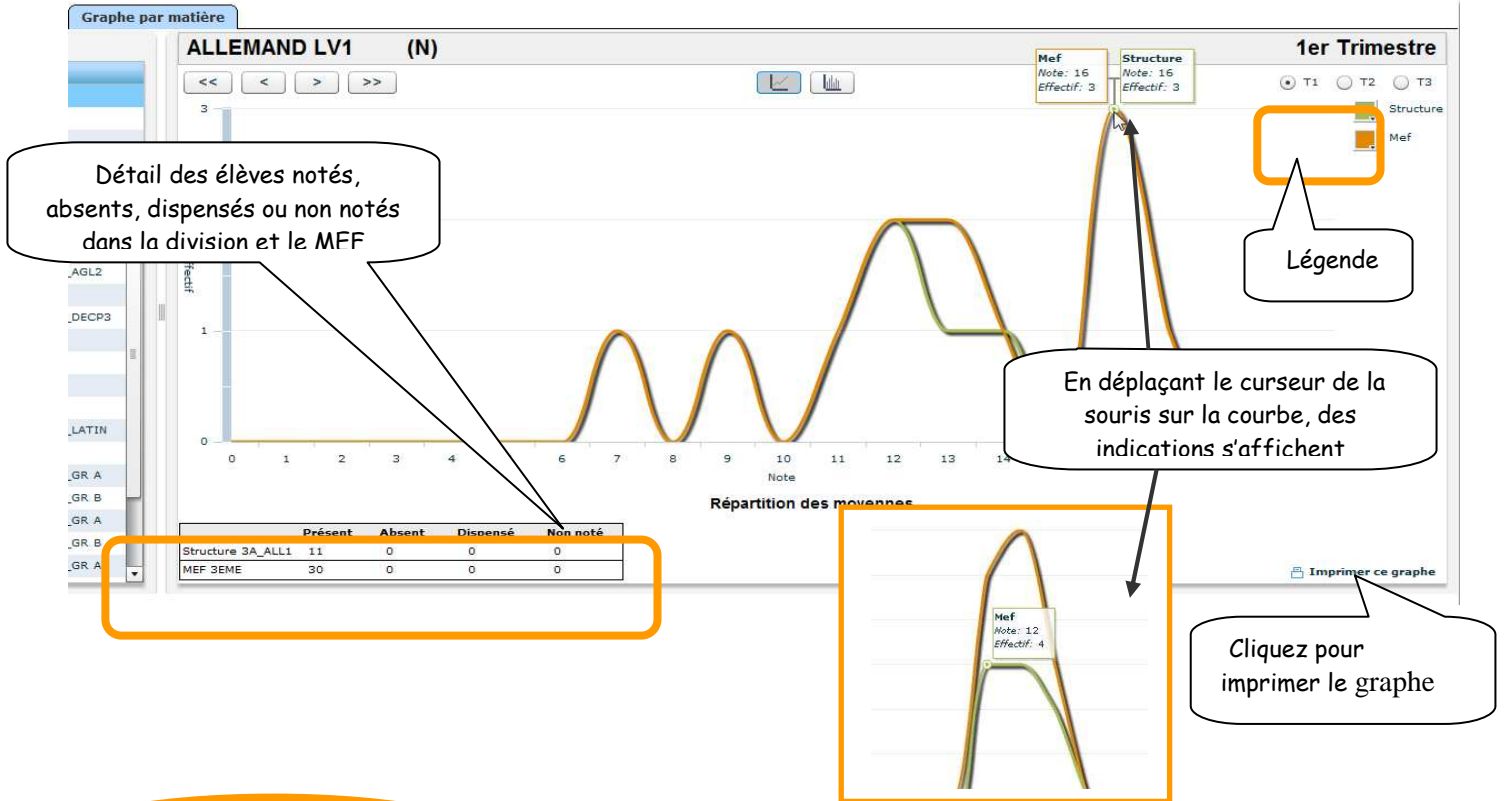 Graphe par matière
ALLEMAND LV1 (N)
1er Trimestre
<< < > >>
T1 T2 T3
Mef
Note: 16
Effectif: 3
Structure
Note: 16
Effectif: 3
Structure
Mef
3
Détail des élèves notés,
absents, dispensés ou non notés
dans la division et le MEF
Légende
_AGL2
_DECP3
_LATIN
_GR A
_GR B
_GR A
_GR B
_GR A
1
0
En déplaçant le curseur de la
souris sur la courbe, des
indications s'affichent
0 1 2 3 4 6 7 8 9 10 11 12 13 14
Note
Répartition des moyennes
Présent Absent Dispensé Non noté
Structure 3A_ALL1 11 0 0 0
MEF 3EME 30 0 0 0
Imprimer ce graphe
Mef
Note: 12
Effectif: 4
Cliquez pour
imprimer le graphe